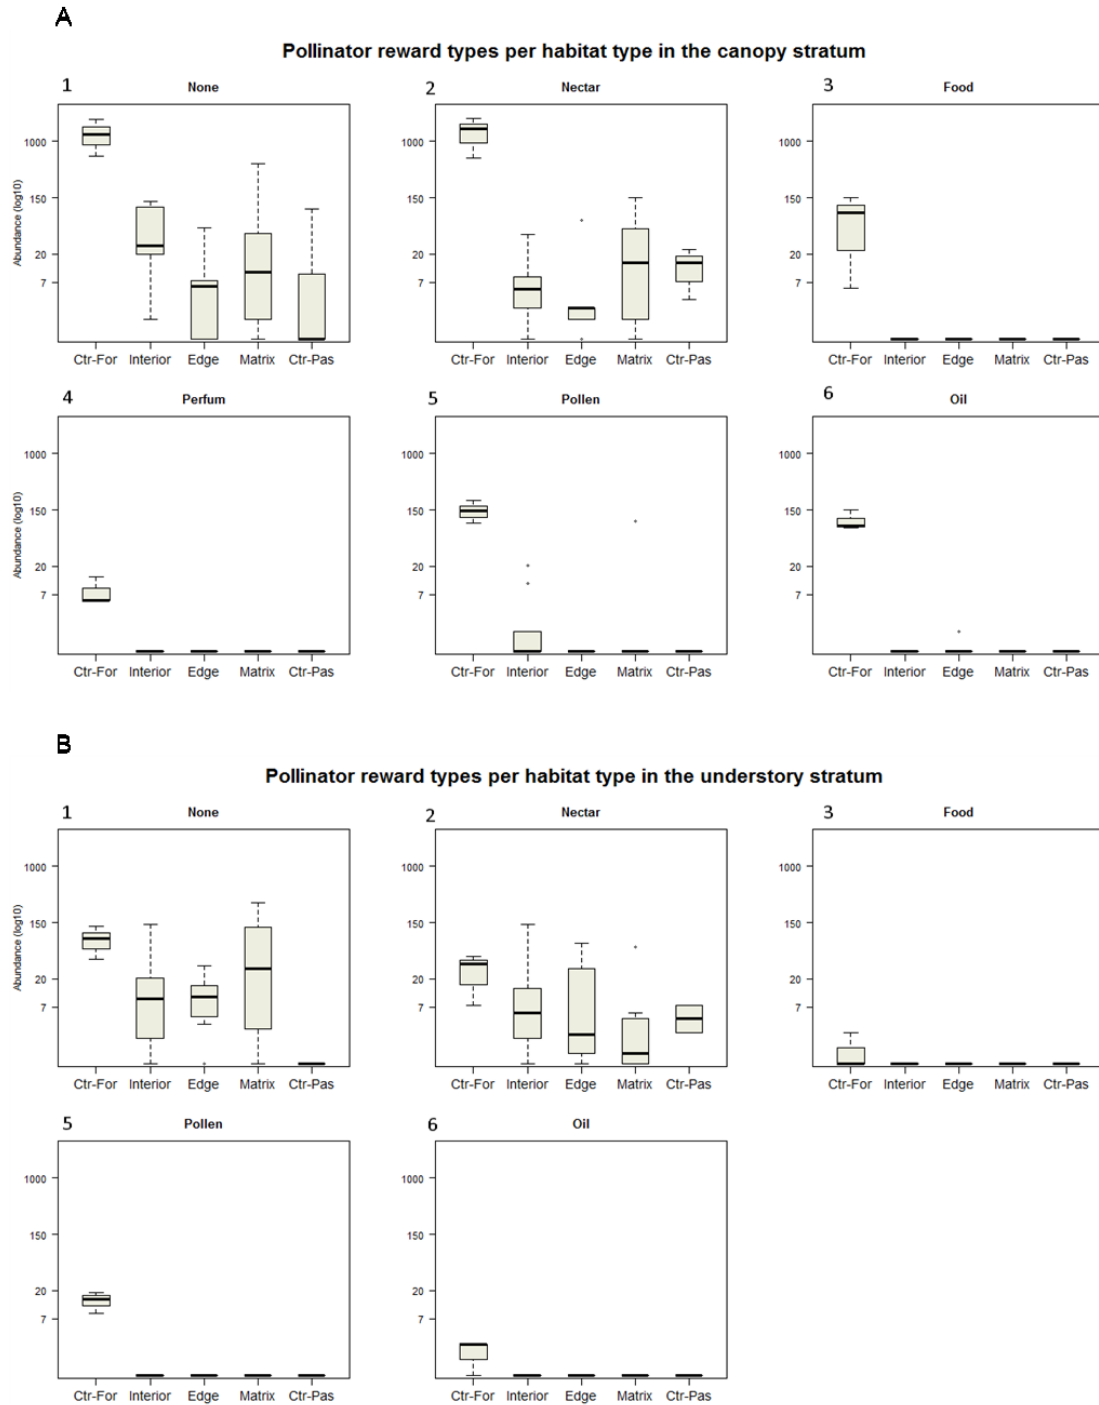 A
Pollinator reward types per habitat type in the canopy stratum
1 None
Abundance (log10)
1000
150
20
7
Ctr-For Interior Edge Matrix Ctr-Pas
2 Nectar
1000
150
20
7
Ctr-For Interior Edge Matrix Ctr-Pas
3 Food
1000
150
20
7
Ctr-For Interior Edge Matrix Ctr-Pas
4 Perfum
Abundance (log10)
1000
150
20
7
Ctr-For Interior Edge Matrix Ctr-Pas
5 Pollen
1000
150
20
7
Ctr-For Interior Edge Matrix Ctr-Pas
6 Oil
1000
150
20
7
Ctr-For Interior Edge Matrix Ctr-Pas
B
Pollinator reward types per habitat type in the understory stratum
1 None
Abundance (log10)
1000
150
20
7
Ctr-For Interior Edge Matrix Ctr-Pas
2 Nectar
1000
150
20
7
Ctr-For Interior Edge Matrix Ctr-Pas
3 Food
1000
150
20
7
Ctr-For Interior Edge Matrix Ctr-Pas
5 Pollen
1000
150
20
7
Ctr-For Interior Edge Matrix Ctr-Pas
6 Oil
1000
150
20
7
Ctr-For Interior Edge Matrix Ctr-Pas